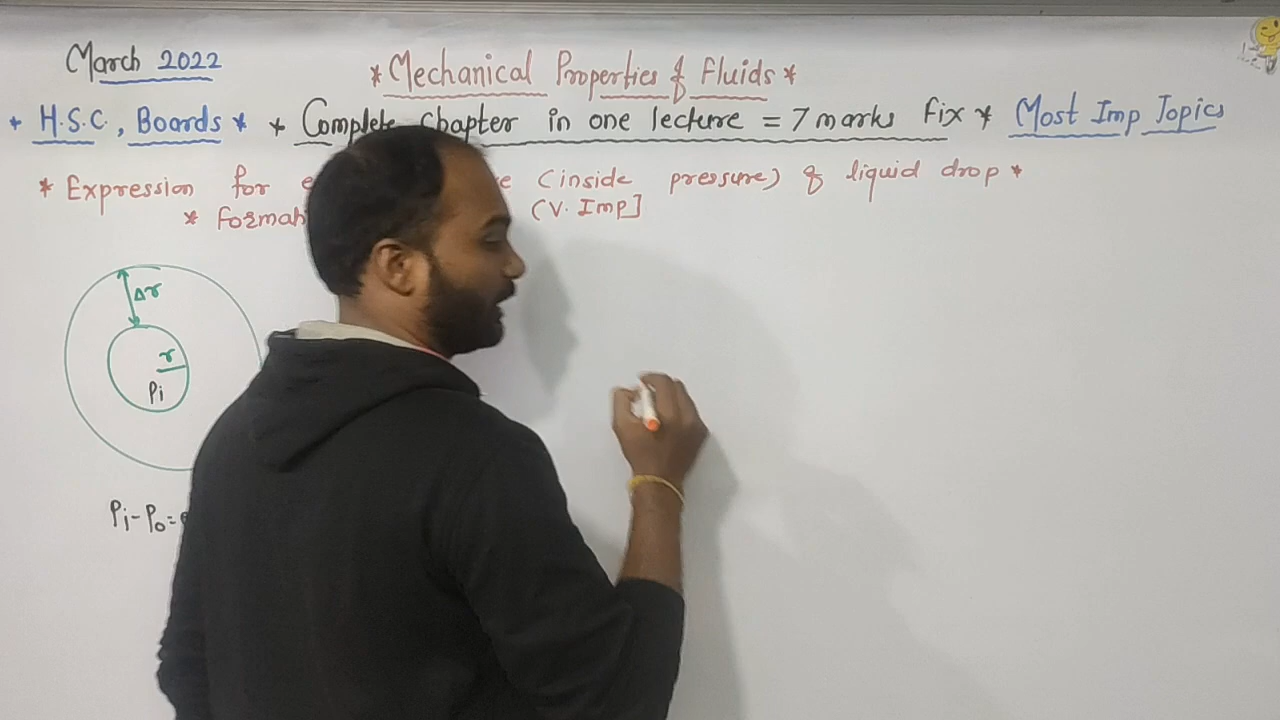 March 2022
*Mechanical Properties of Fluids*
* H.S.C, Boards * * Complete chapter in one lecture = 7 marks Fix * Most Imp Topics
* Expression for e (inside pressure) of liquid drop *
* (V. Imp]
Δr
r
Pi
Pi - Po =